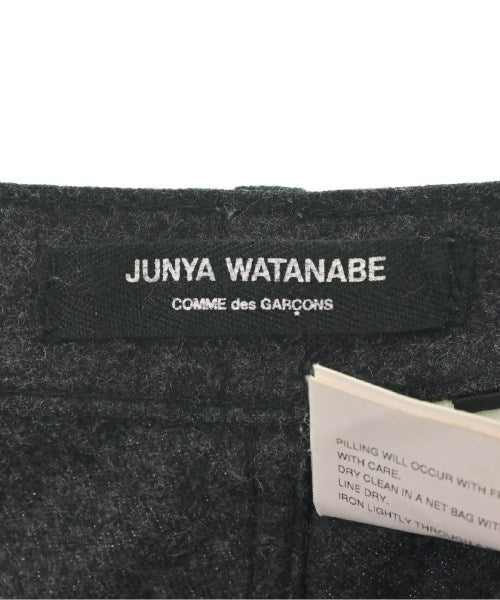 JUNYA WATANABE
COMME des GARÇONS
PILLING WILL OCCUR WITH
WITH CARE.
DRY CLEAN IN A NET BAG WITH
LINE DRY.
IRON LIGHTLY THROUGH